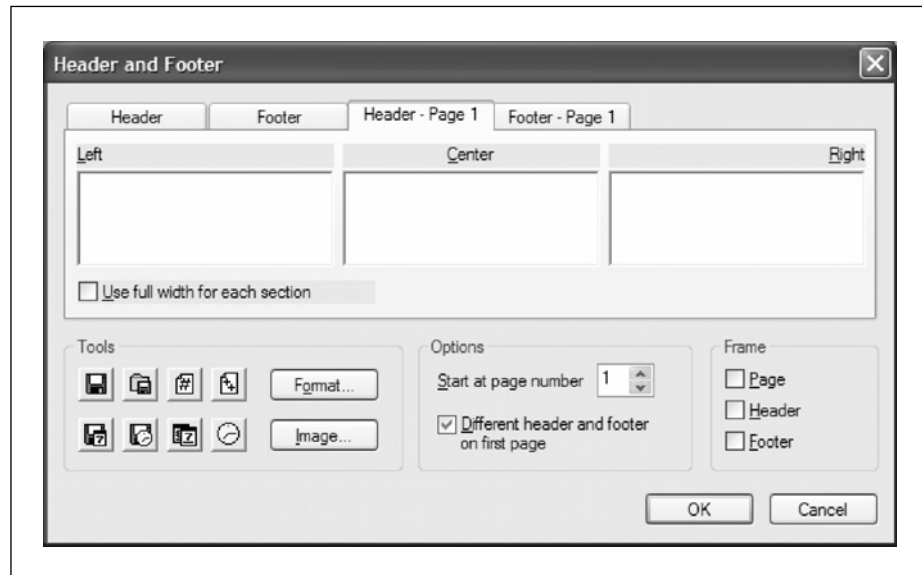 Header and Footer
Header Footer Header - Page 1 Footer - Page 1
Left Center Right
Use full width for each section
Tools Options Frame
Format... Start at page number 1 Page
Header
Image... Different header and footer
on first page Footer
OK Cancel